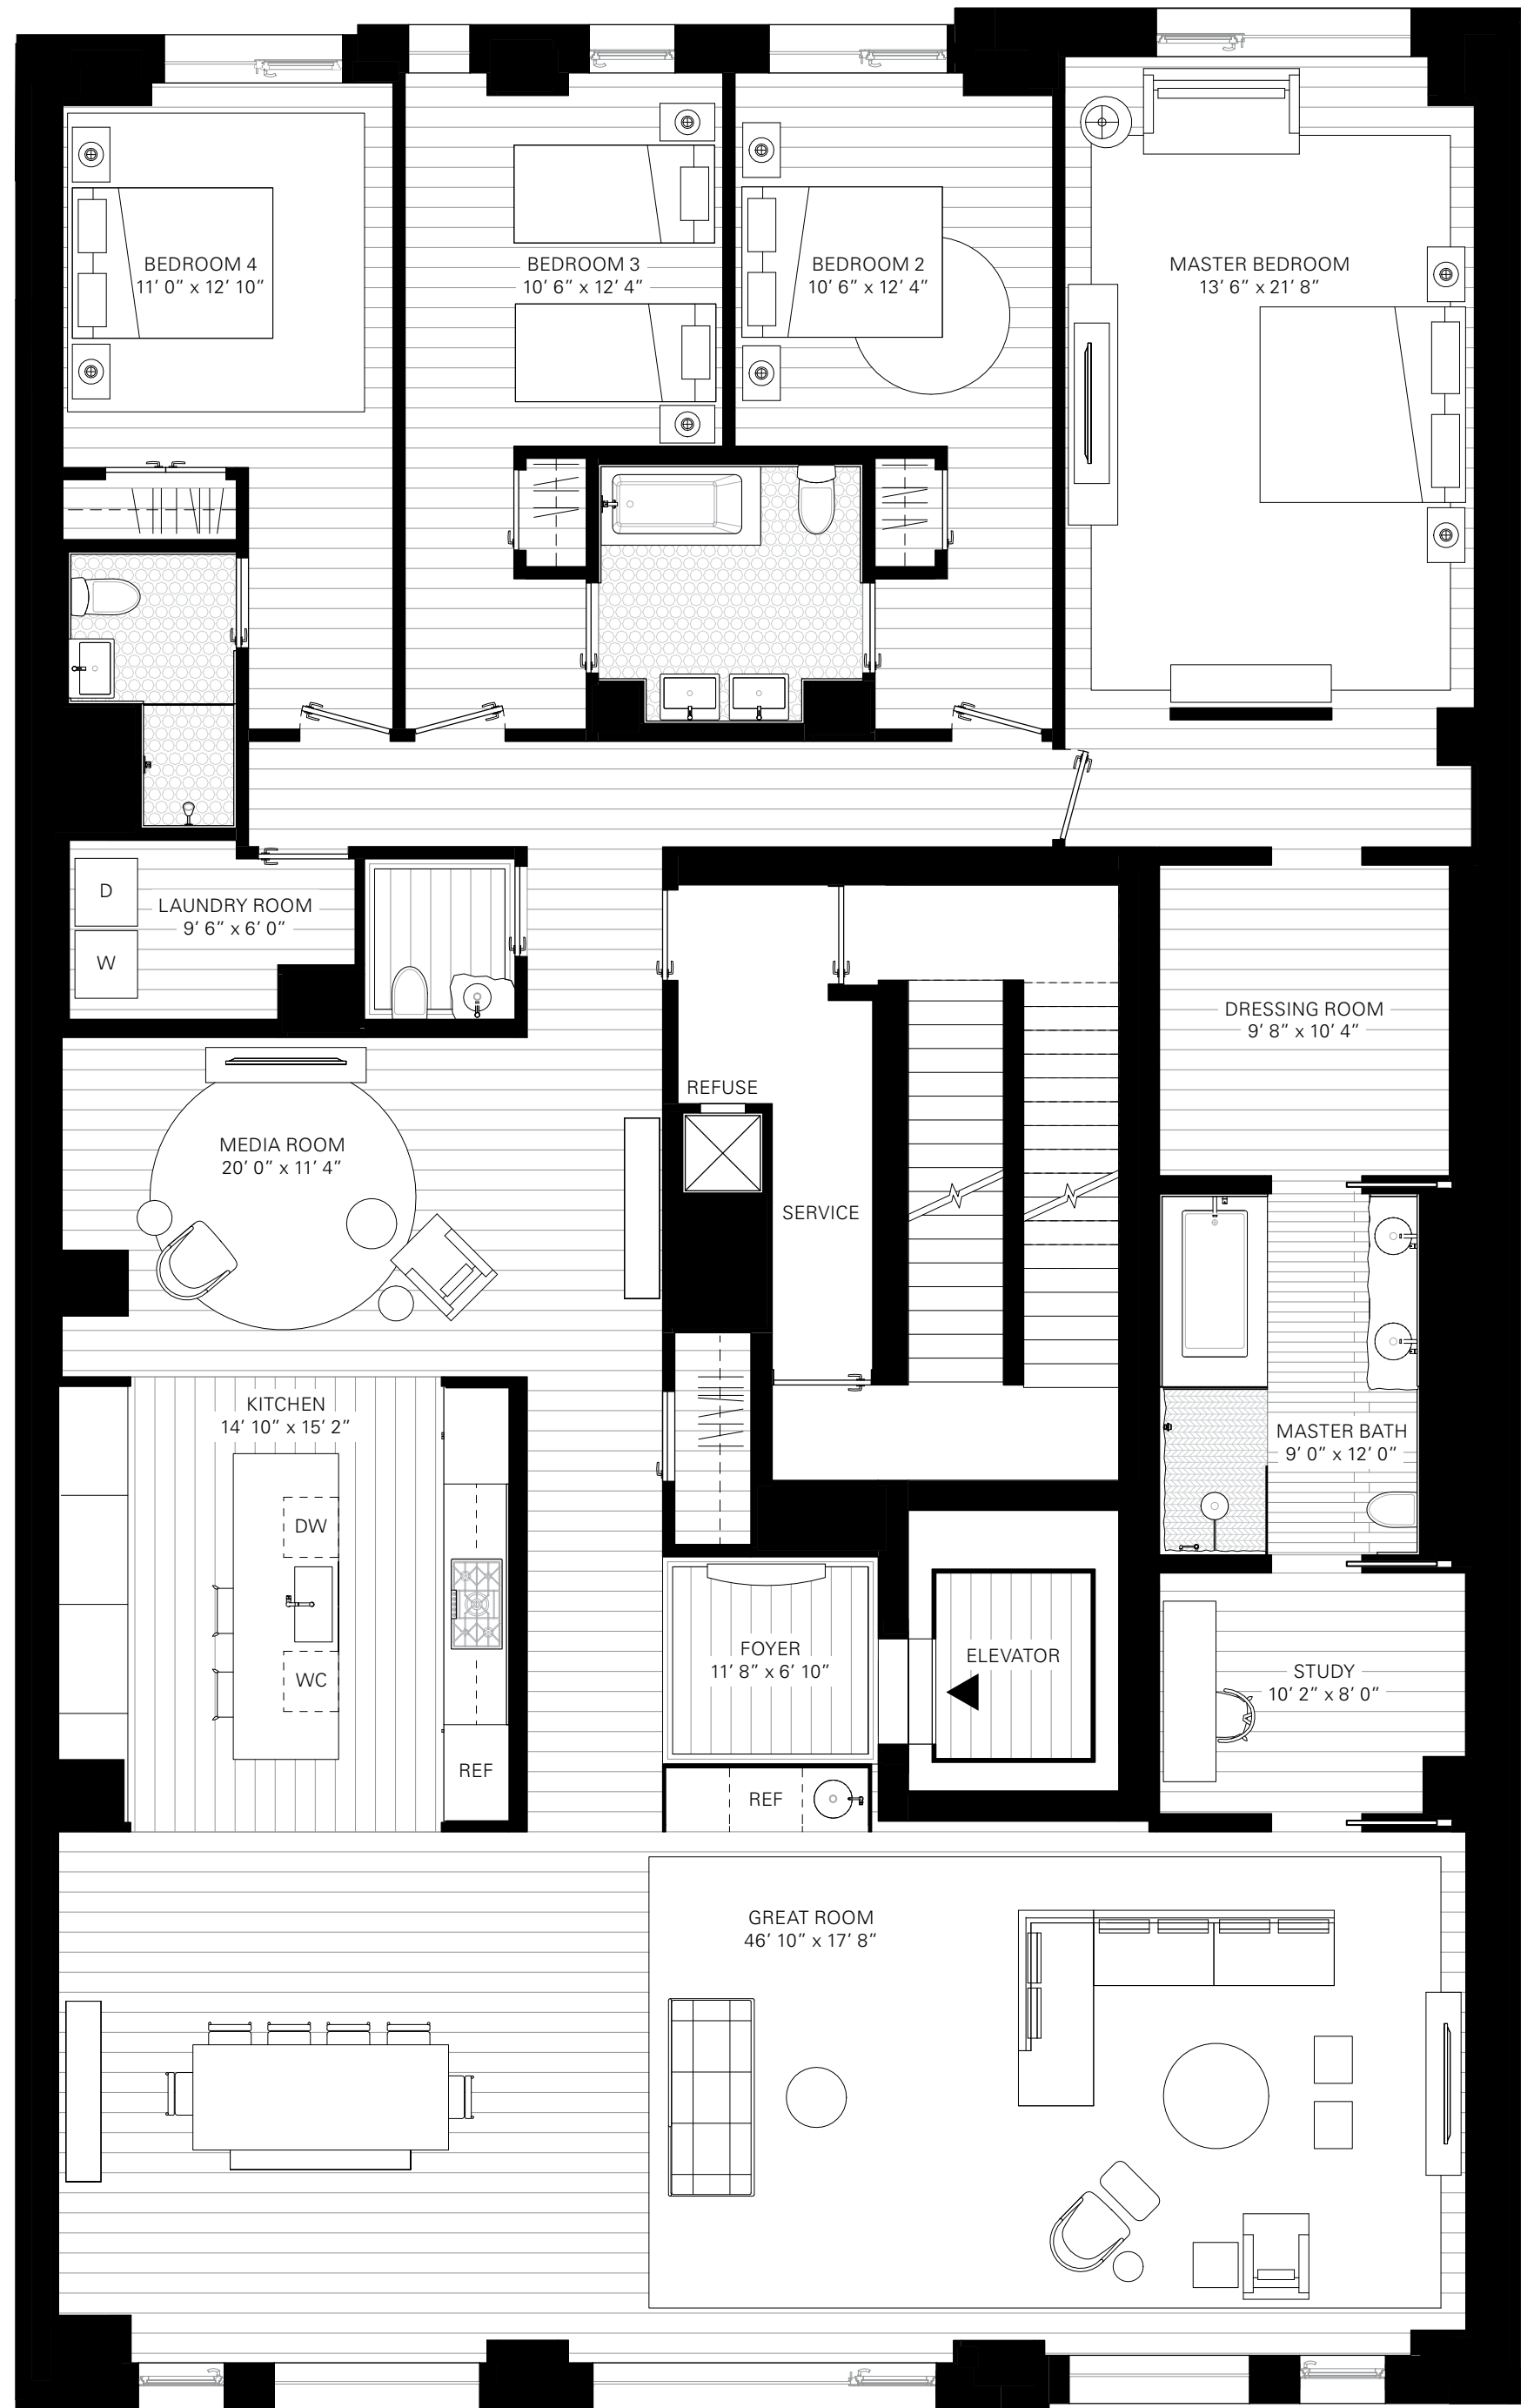 BEDROOM 4
11’ 0” x 12’ 10”
BEDROOM 3
10’ 6” x 12’ 4”
BEDROOM 2
10’ 6” x 12’ 4”
MASTER BEDROOM
13’ 6” x 21’ 8”
D
W
LAUNDRY ROOM
9’ 6” x 6’ 0”
DRESSING ROOM
9’ 8” x 10’ 4”
REFUSE
MEDIA ROOM
20’ 0” x 11’ 4”
SERVICE
KITCHEN
14’ 10” x 15’ 2”
MASTER BATH
9’ 0” x 12’ 0”
DW
WC
REF
FOYER
11’ 8” x 6’ 10”
ELEVATOR
STUDY
10’ 2” x 8’ 0”
REF
GREAT ROOM
46’ 10” x 17’ 8”